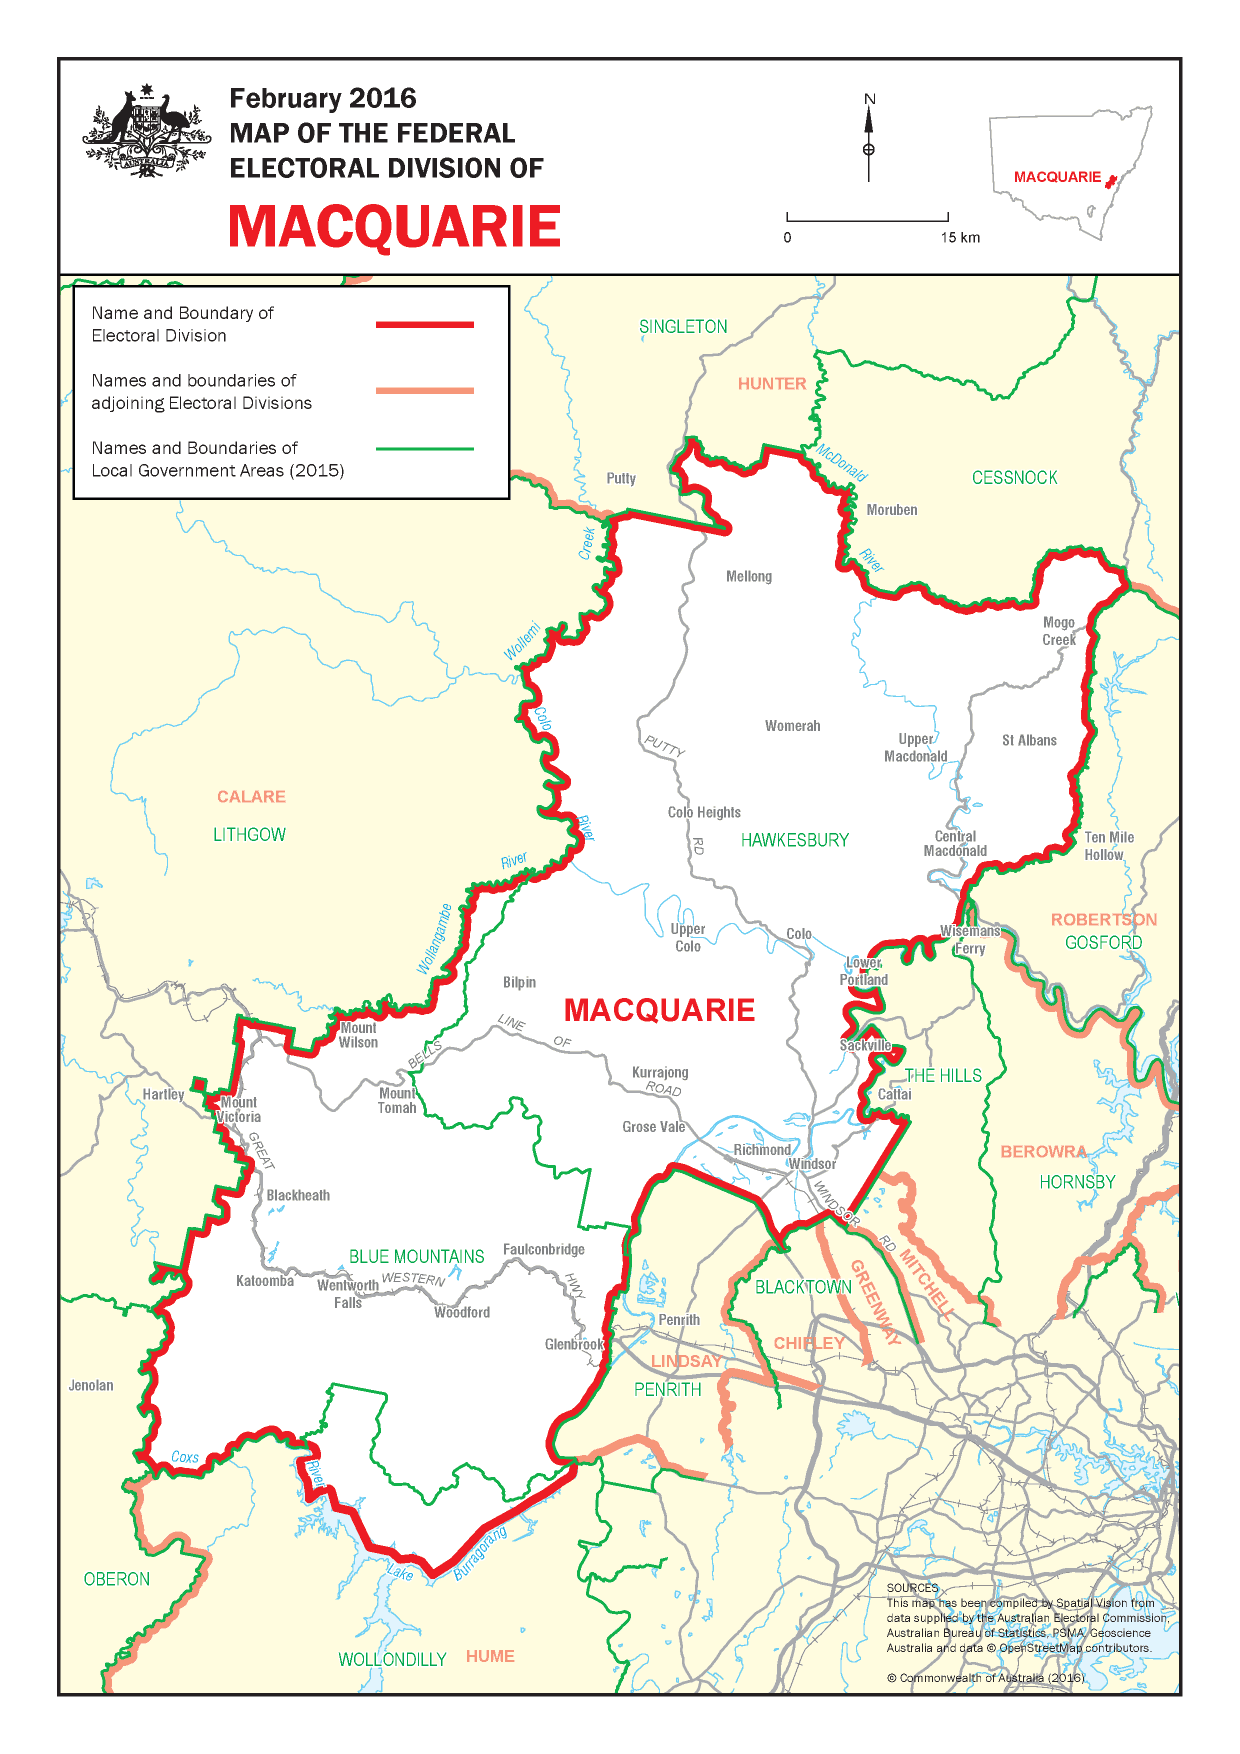 AUSTRALIA
February 2016
MAP OF THE FEDERAL
ELECTORAL DIVISION OF
MACQUARIE
N
0
15 km
MACQUARIE
Name and Boundary of
Electoral Division
Names and boundaries of
adjoining Electoral Divisions
Names and Boundaries of
Local Government Areas (2015)
SINGLETON
HUNTER
McDonald
CESSNOCK
Putty
Moruben
Creek
River
Mellong
Mogo
Creek
Wollemi
Colo
Womerah
Upper
Macdonald
St Albans
PUTTY
CALARE
Colo Heights
LITHGOW
River
RD
HAWKESBURY
Central
Macdonald
Ten Mile
Hollow
River
Wollangambe
Upper
Colo
Colo
Wisemans
Ferry
ROBERTSON
GOSFORD
Lower
Portland
Bilpin
MACQUARIE
LINE
OF
Mount
Wilson
BELLS
Sackville
Kurrajong
ROAD
THE HILLS
Hartley
Mount
Victoria
Mount
Tomah
Cattai
Grose Vale
GREAT
Richmond
Windsor
BEROWRA
HORNSBY
Blackheath
WINDSOR
RD
BLUE MOUNTAINS
Faulconbridge
MITCHELL
Katoomba
Wentworth
Falls
WESTERN
HWY
BLACKTOWN
GREENWAY
Woodford
Penrith
Glenbrook
CHIFLEY
LINDSAY
PENRITH
Jenolan
Coxs
River
Burragorang
Lake
OBERON
WOLLONDILLY
HUME
SOURCES
This map has been compiled by Spatial Vision from
data supplied by the Australian Electoral Commission,
Australian Bureau of Statistics, PSMA, Geoscience
Australia and data © OpenStreetMap contributors.
© Commonwealth of Australia (2016)